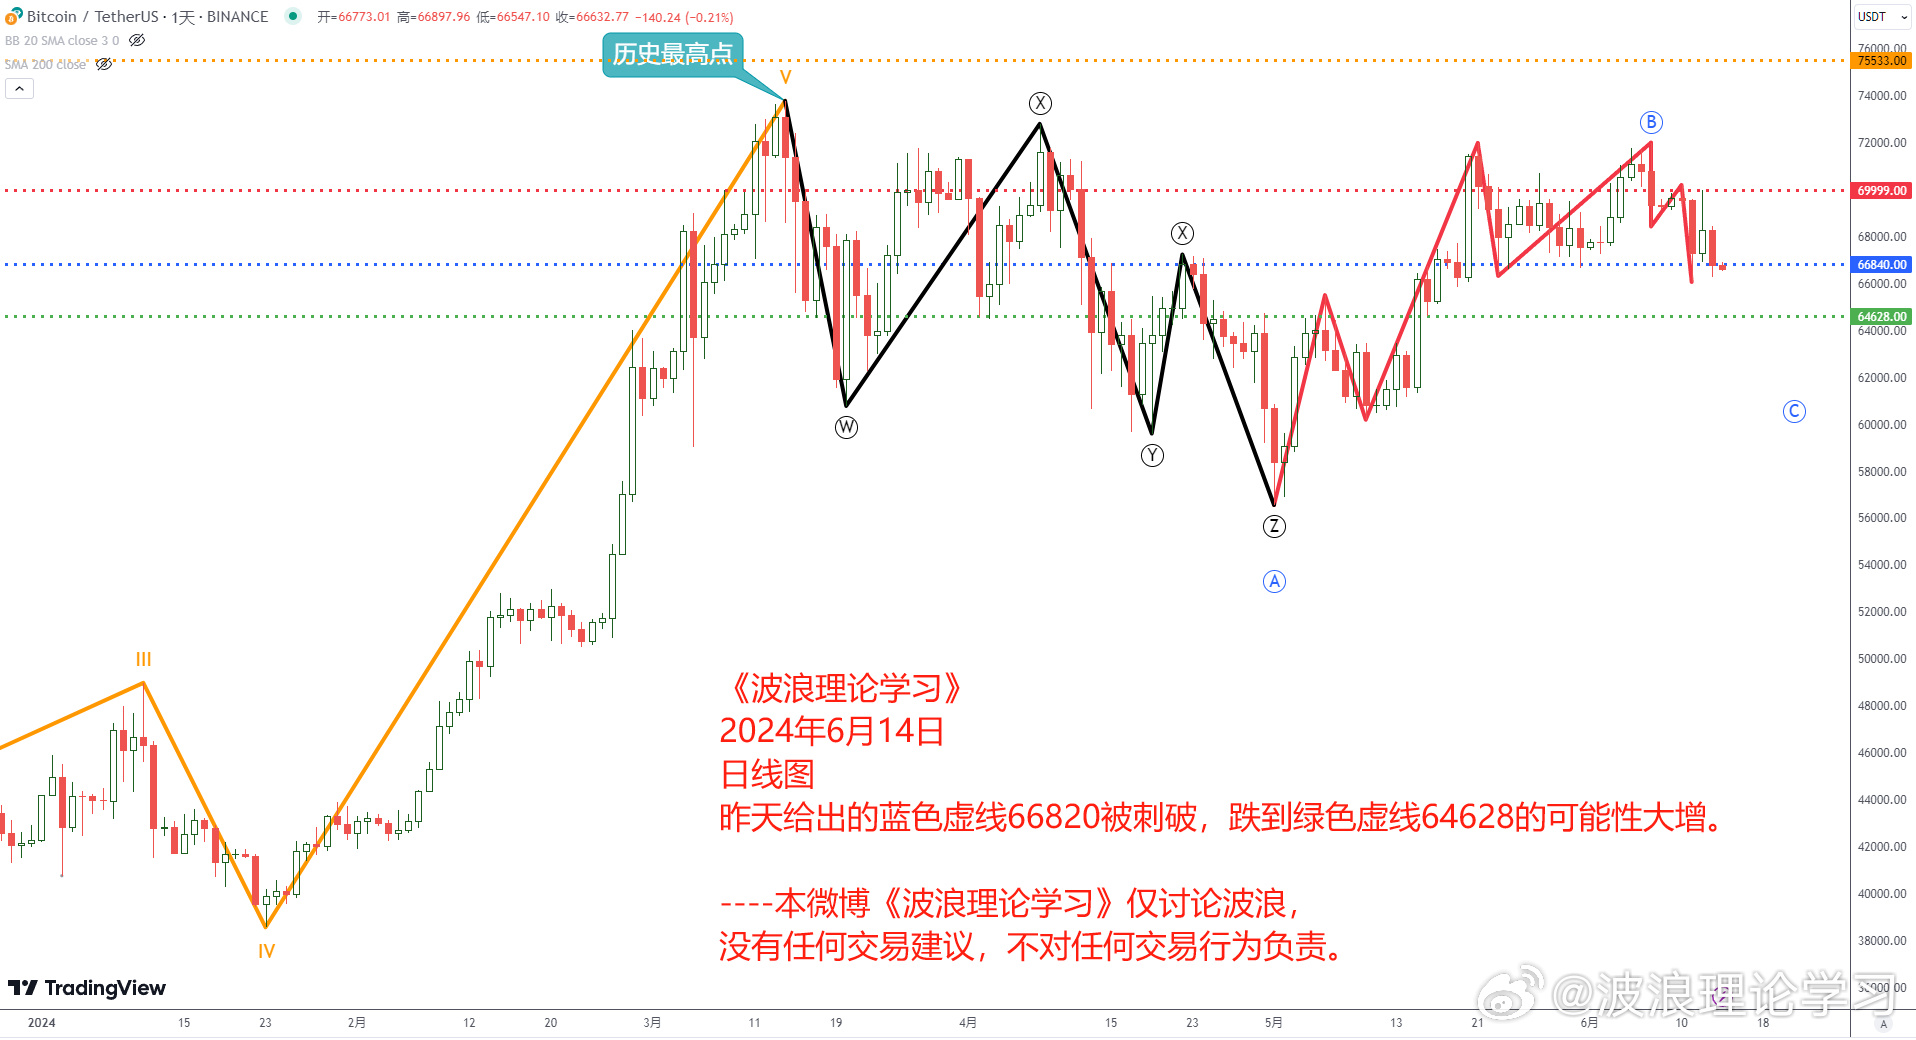 Bitcoin / TetherUS · 1天 · BINANCE 开=66773.01 高=66897.96 低=66547.10 收=66632.77 −140.24 (−0.21%)
USDT
BB 20 SMA close 3 0
SMA 200 close
历史最高点
V
X
B
X
W
Y
C
Z
A
III
IV
76000.00
75533.00
74000.00
72000.00
69999.00
68000.00
66840.00
66000.00
64628.00
64000.00
62000.00
60000.00
58000.00
56000.00
54000.00
52000.00
50000.00
48000.00
46000.00
44000.00
42000.00
40000.00
38000.00
36000.00
《波浪理论学习》
2024年6月14日
日线图
昨天给出的蓝色虚线66820被刺破，跌到绿色虚线64628的可能性大增。
----本微博《波浪理论学习》仅讨论波浪，
没有任何交易建议，不对任何交易行为负责。
TradingView
@波浪理论学习
2024 15 23 2月 12 20 3月 11 19 4月 15 23 5月 13 21 6月 10 18
A